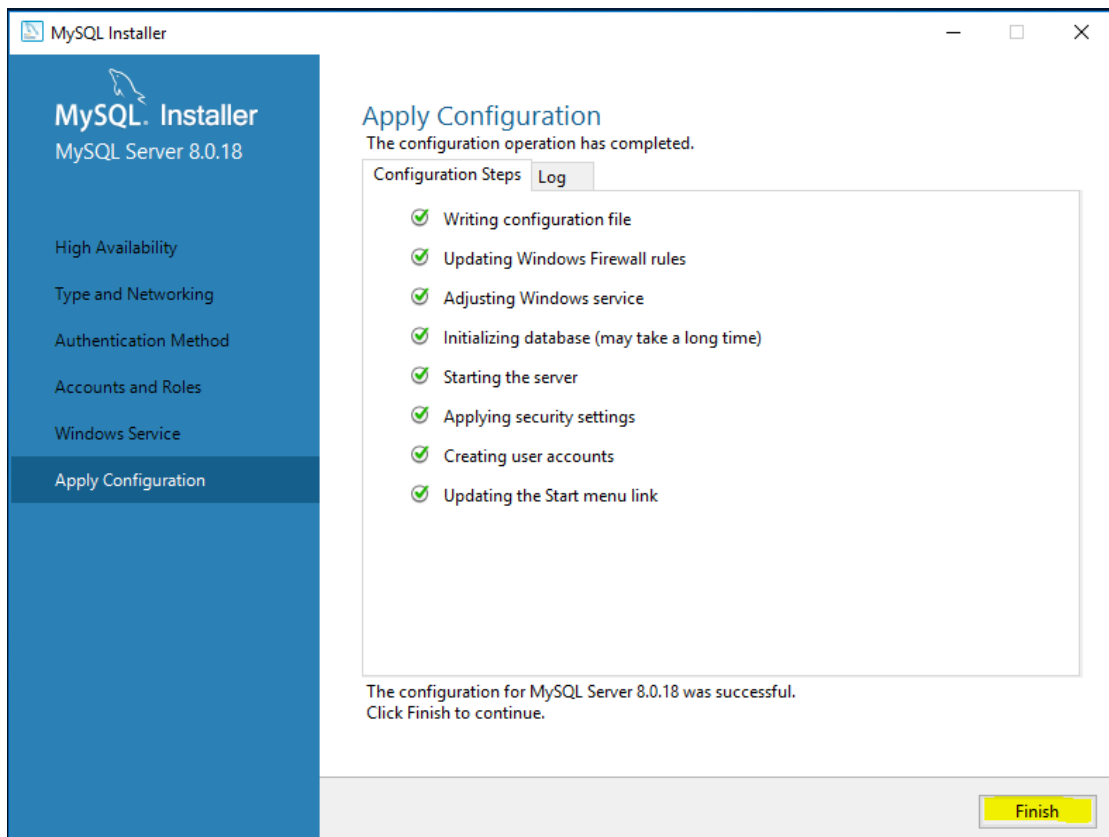 MySQL Installer
MySQL. Installer
MySQL Server 8.0.18
High Availability
Type and Networking
Authentication Method
Accounts and Roles
Windows Service
Apply Configuration
Apply Configuration
The configuration operation has completed.
Configuration Steps Log
Writing configuration file
Updating Windows Firewall rules
Adjusting Windows service
Initializing database (may take a long time)
Starting the server
Applying security settings
Creating user accounts
Updating the Start menu link
The configuration for MySQL Server 8.0.18 was successful.
Click Finish to continue.
Finish